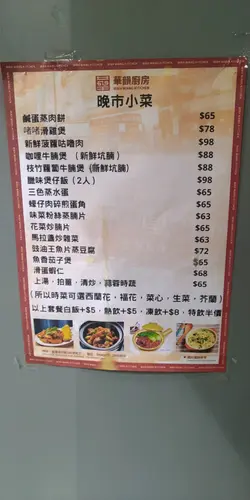 華饌廚房
WAH KWAN KITCHEN
晚市小菜
鹹蛋蒸肉餅 $65
啫啫滑雞煲 $78
新鮮菠蘿咕嚕肉 $98
咖喱牛腩煲 (新鮮坑腩) $88
枝竹蘿蔔牛腩煲 (新鮮坑腩) $88
臘味煲仔飯(2人) $98
三色蒸水蛋 $65
蠔仔肉碎煎蛋角 $65
味菜粉絲蒸腩片 $63
花菜炒腩片 $65
馬拉盞炒雜菜 $63
豉油王魚片蒸豆腐 $72
魚香茄子煲 $65
滑蛋蝦仁 $68
上湯，拍薑，清炒，蒜蓉時蔬 $65
(所以時菜可選西蘭花，福花，菜心，生菜，芥蘭)
以上套餐白飯+$5，熱飲+$5，凍飲+$8，特飲半價